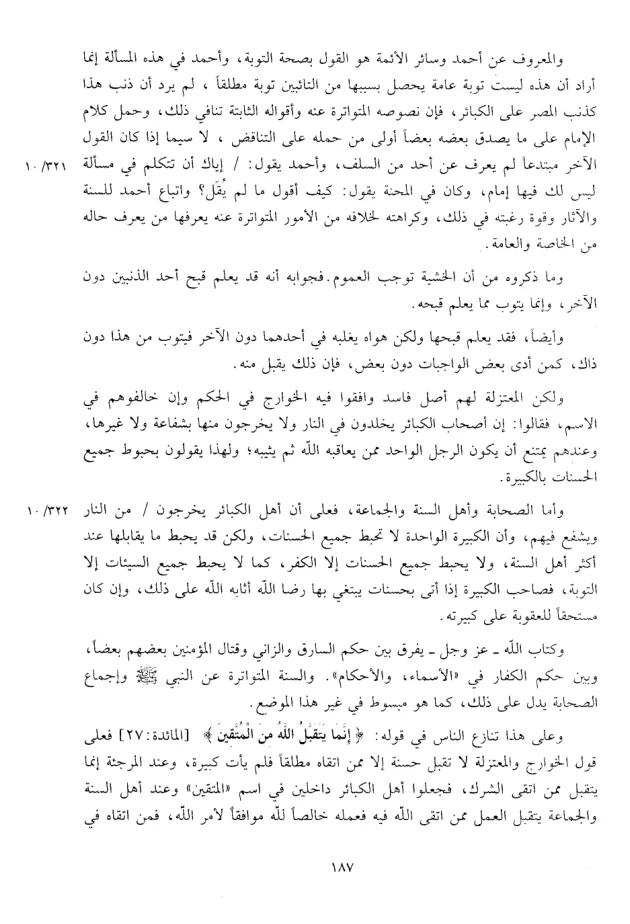 والمعروف عن أحمد وسائر الأئمة هو القول بصحة التوبة، وأحمد في هذه المسألة إنما
أراد أن هذه ليست توبة عامة يحصل بسببها من التائبين توبة مطلقاً ، لم يرد أن ذنب هذا
كذنب المصر على الكبائر، فإن نصوصه المتواترة عنه وأقواله الثابتة تنافي ذلك، وحمل كلام
الإمام على ما يصدق بعضه بعضاً أولى من حمله على التناقض ، لا سيما إذا كان القول
الآخر مبتدعاً لم يعرف عن أحد من السلف، وأحمد يقول: / إياك أن تتكلم في مسألة ١٠/٣٢١
ليس لك فيها إمام، وكان في المحنة يقول: كيف أقول ما لم يُقَل؟ واتباع أحمد للسنة
والآثار وقوة رغبته في ذلك، وكراهته لخلافه من الأمور المتواترة عنه يعرفها من يعرف حاله
من الخاصة والعامة.
وما ذكروه من أن الخشية توجب العموم. فجوابه أنه قد يعلم قبح أحد الذنبين دون
الآخر، وإنما يتوب مما يعلم قبحه.
وأيضاً، فقد يعلم قبحها ولكن هواه يغلبه في أحدهما دون الآخر فيتوب من هذا دون
ذاك، كمن أدى بعض الواجبات دون بعض، فإن ذلك يقبل منه.
ولكن المعتزلة لهم أصل فاسد وافقوا فيه الخوارج في الحكم وإن خالفوهم في
الاسم، فقالوا: إن أصحاب الكبائر يخلدون في النار ولا يخرجون منها بشفاعة ولا غيرها،
وعندهم يمتنع أن يكون الرجل الواحد ممن يعاقبه اللّه ثم يثيبه؛ ولهذا يقولون بحبوط جميع
الحسنات بالكبيرة.
وأما الصحابة وأهل السنة والجماعة، فعلى أن أهل الكبائر يخرجون / من النار ١٠/٣٢٢
ويشفع فيهم، وأن الكبيرة الواحدة لا تحبط جميع الحسنات، ولكن قد يحبط ما يقابلها عند
أكثر أهل السنة، ولا يحبط جميع الحسنات إلا الكفر، كما لا يحبط جميع السيئات إلا
التوبة، فصاحب الكبيرة إذا أتى بحسنات يبتغي بها رضا اللّه أثابه اللّه على ذلك، وإن كان
مستحقاً للعقوبة على كبيرته.
وكتاب اللّه ـ عز وجل ـ يفرق بين حكم السارق والزاني وقتال المؤمنين بعضهم بعضاً،
وبين حكم الكفار في «الأسماء، والأحكام». والسنة المتواترة عن النبي ﷺ وإجماع
الصحابة يدل على ذلك، كما هو مبسوط في غير هذا الموضع.
وعلى هذا تنازع الناس في قوله: ﴿ إِنَّمَا يَتَقَبَّلُ اللَّهُ مِنَ الْمُتَّقِينَ ﴾ [المائدة:٢٧] فعلى
قول الخوارج والمعتزلة لا تقبل حسنة إلا ممن اتقاه مطلقاً فلم يأت كبيرة، وعند المرجئة إنما
يتقبل ممن اتقى الشرك، فجعلوا أهل الكبائر داخلين في اسم «المتقين» وعند أهل السنة
والجماعة يتقبل العمل ممن اتقى اللّه فيه فعمله خالصاً للّه موافقاً لأمر اللّه، فمن اتقاه في
١٨٧